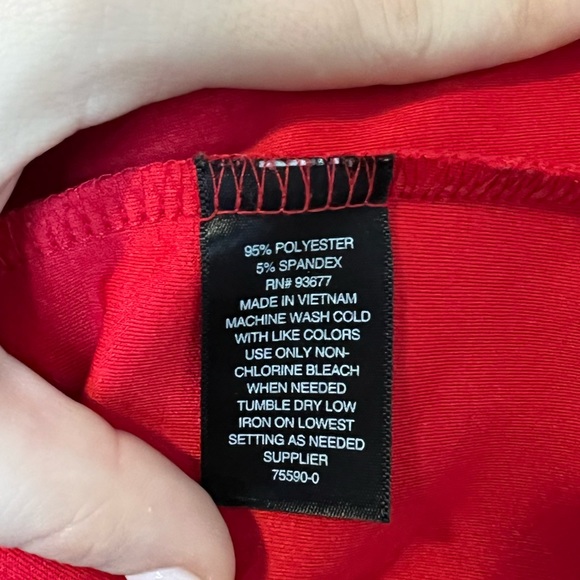 95% POLYESTER
5% SPANDEX
RN# 93677
MADE IN VIETNAM
MACHINE WASH COLD
WITH LIKE COLORS
USE ONLY NON-
CHLORINE BLEACH
WHEN NEEDED
TUMBLE DRY LOW
IRON ON LOWEST
SETTING AS NEEDED
SUPPLIER
75590-0